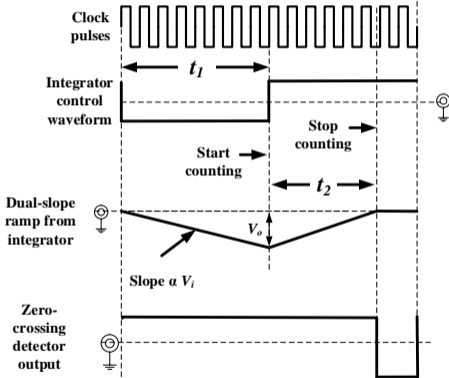 Clock
pulses
t1
Integrator
control
waveform
Stop
counting
Start
counting
t2
Dual-slope
ramp from
integrator
Vo
Slope α Vi
Zero-
crossing
detector
output